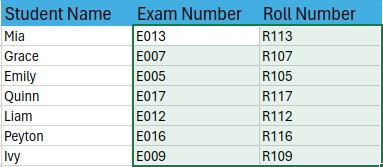 Student Name Exam Number Roll Number
Mia E013 R113
Grace E007 R107
Emily E005 R105
Quinn E017 R117
Liam E012 R112
Peyton E016 R116
Ivy E009 R109